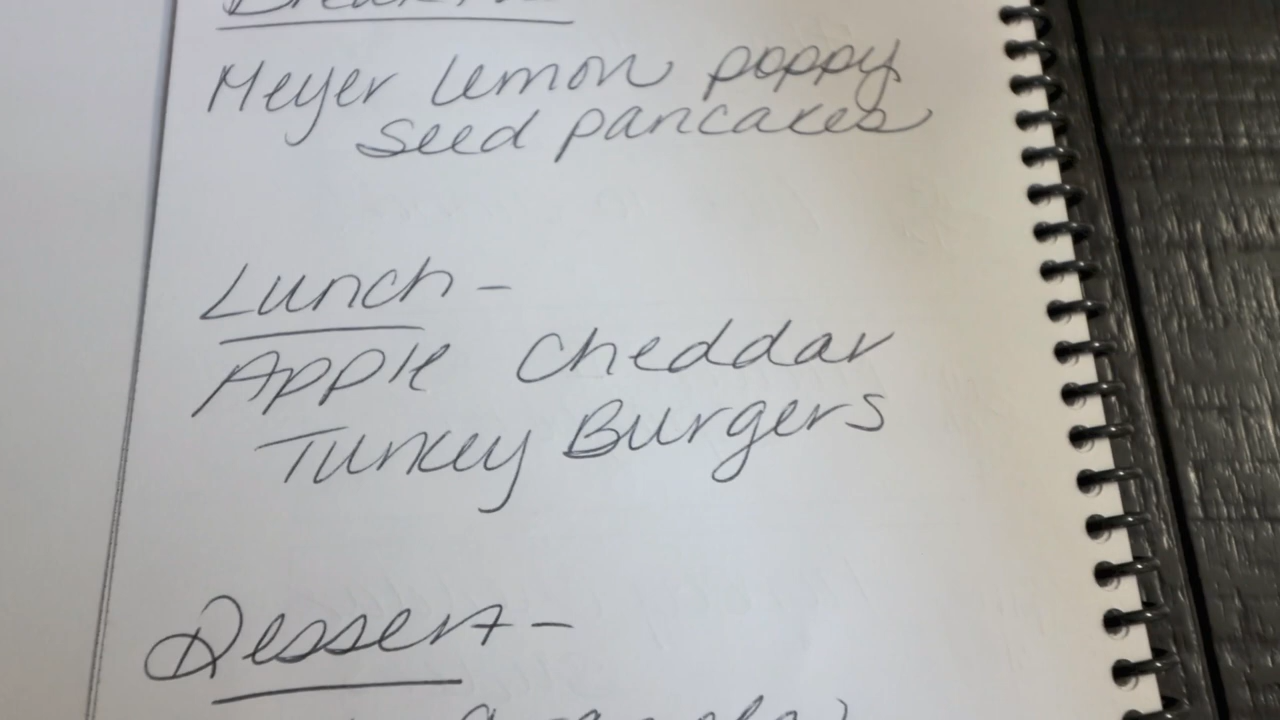 Meyer lemon poppy
seed pancakes
Lunch -
Apple Cheddar
Turkey Burgers
Dessert -